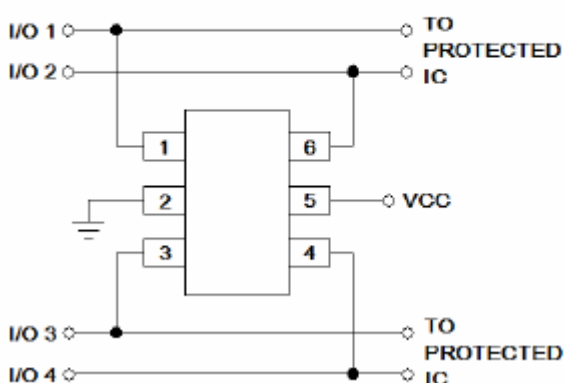 I/O 1
TO
PROTECTED
IC
I/O 2
1
6
2
5
VCC
3
4
I/O 3
TO
PROTECTED
IC
I/O 4